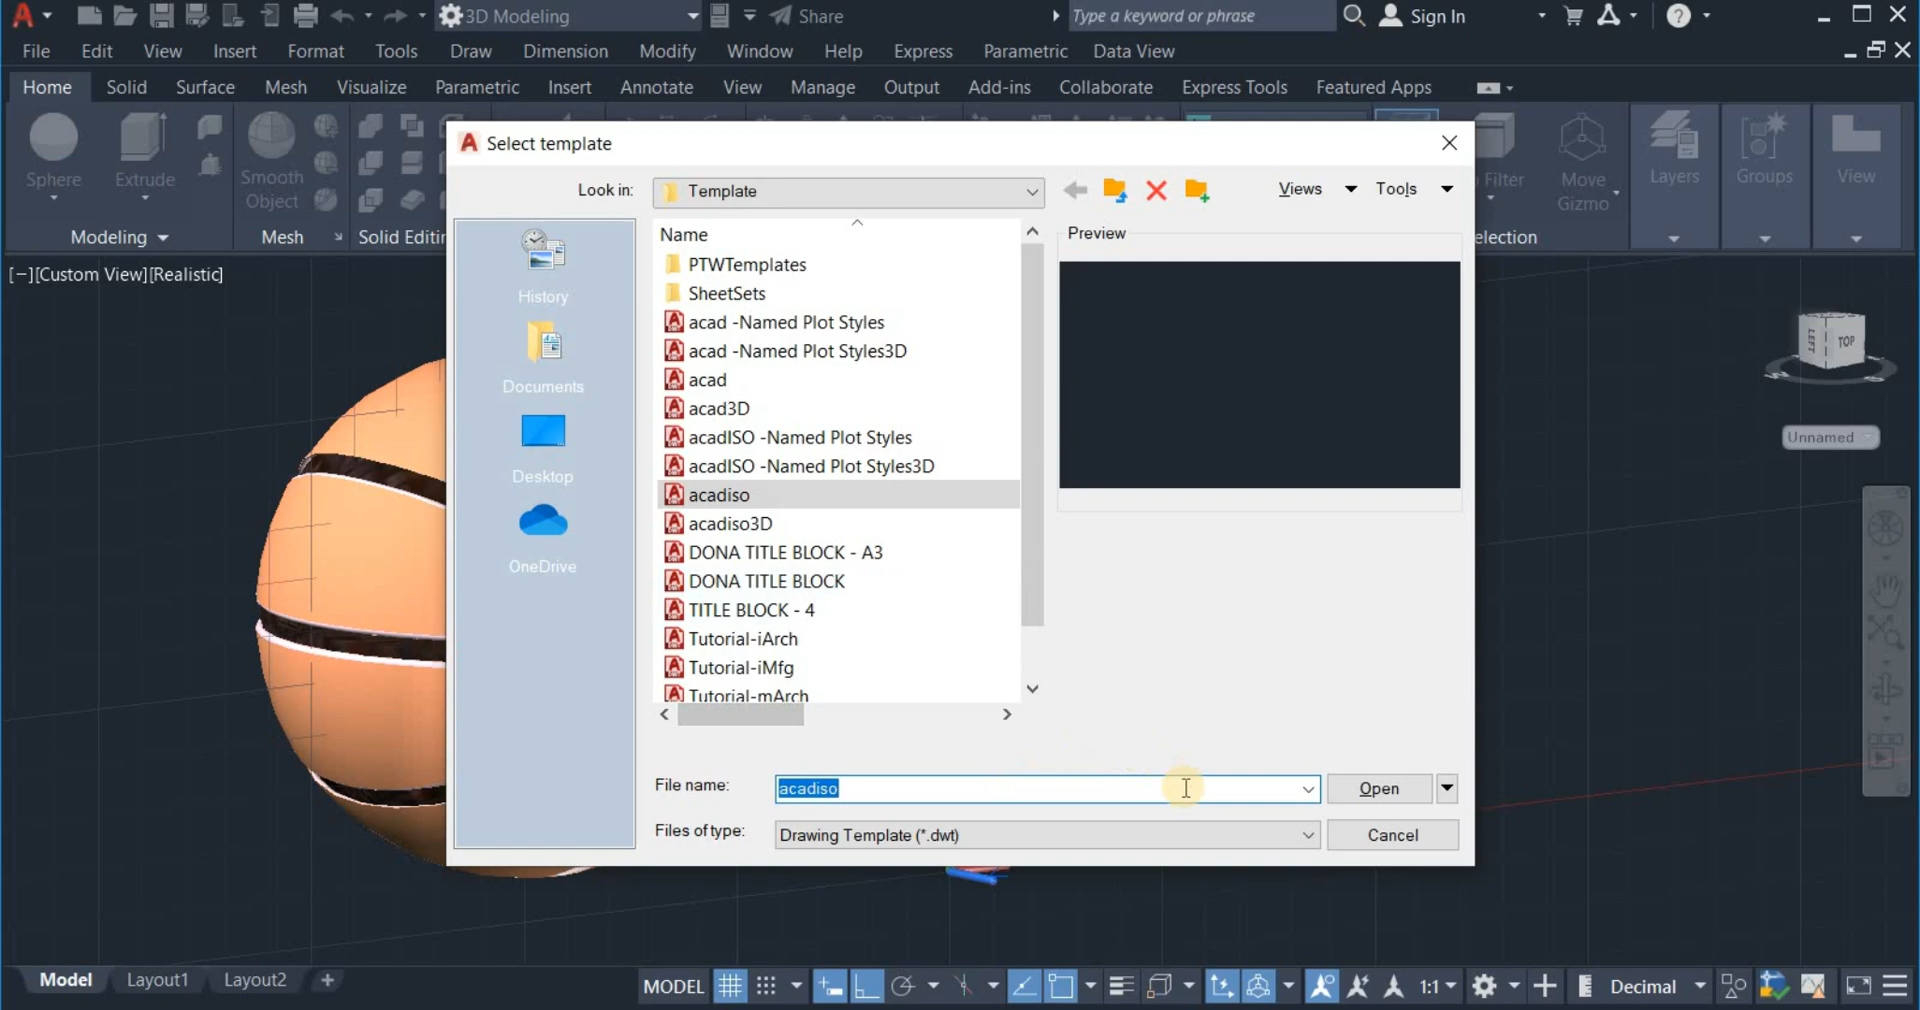 3D Modeling
Share
Type a keyword or phrase
Sign In
File Edit View Insert Format Tools Draw Dimension Modify Window Help Express Parametric Data View
Home Solid Surface Mesh Visualize Parametric Insert Annotate View Manage Output Add-ins Collaborate Express Tools Featured Apps
Sphere
Extrude
Smooth
Object
Filter
Move
Gizmo
Layers
Groups
View
Modeling
Mesh
Solid Editi
election
[−][Custom View][Realistic]
Select template
Look in:
Template
Views
Tools
History
Documents
Desktop
OneDrive
Name
PTWTemplates
SheetSets
acad -Named Plot Styles
acad -Named Plot Styles3D
acad
acad3D
acadISO -Named Plot Styles
acadISO -Named Plot Styles3D
acadiso
acadiso3D
DONA TITLE BLOCK - A3
DONA TITLE BLOCK
TITLE BLOCK - 4
Tutorial-iArch
Tutorial-iMfg
Tutorial-mArch
Preview
File name:
acadiso
Open
Files of type:
Drawing Template (*.dwt)
Cancel
LEFT
TOP
Unnamed
Model Layout1 Layout2 +
MODEL
1:1
Decimal